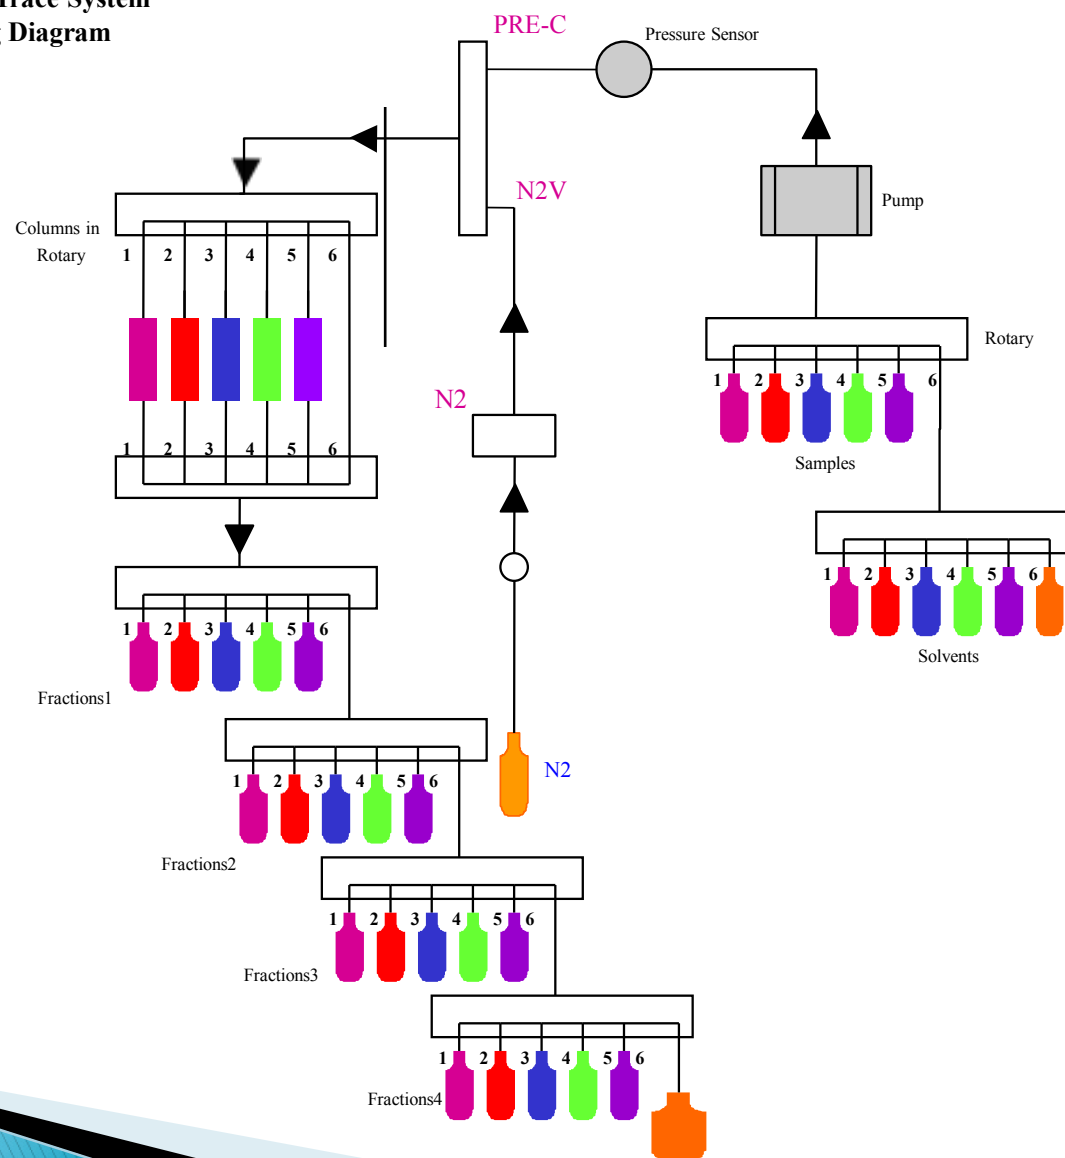 Trace System
Diagram
PRE-C
Pressure Sensor
N2V
Pump
Columns in
Rotary
1 2 3 4 5 6
Rotary
1 2 3 4 5 6
Samples
N2
1 2 3 4 5 6
1 2 3 4 5 6
Solvents
1 2 3 4 5 6
Fractions1
N2
1 2 3 4 5 6
Fractions2
1 2 3 4 5 6
Fractions3
1 2 3 4 5 6
Fractions4